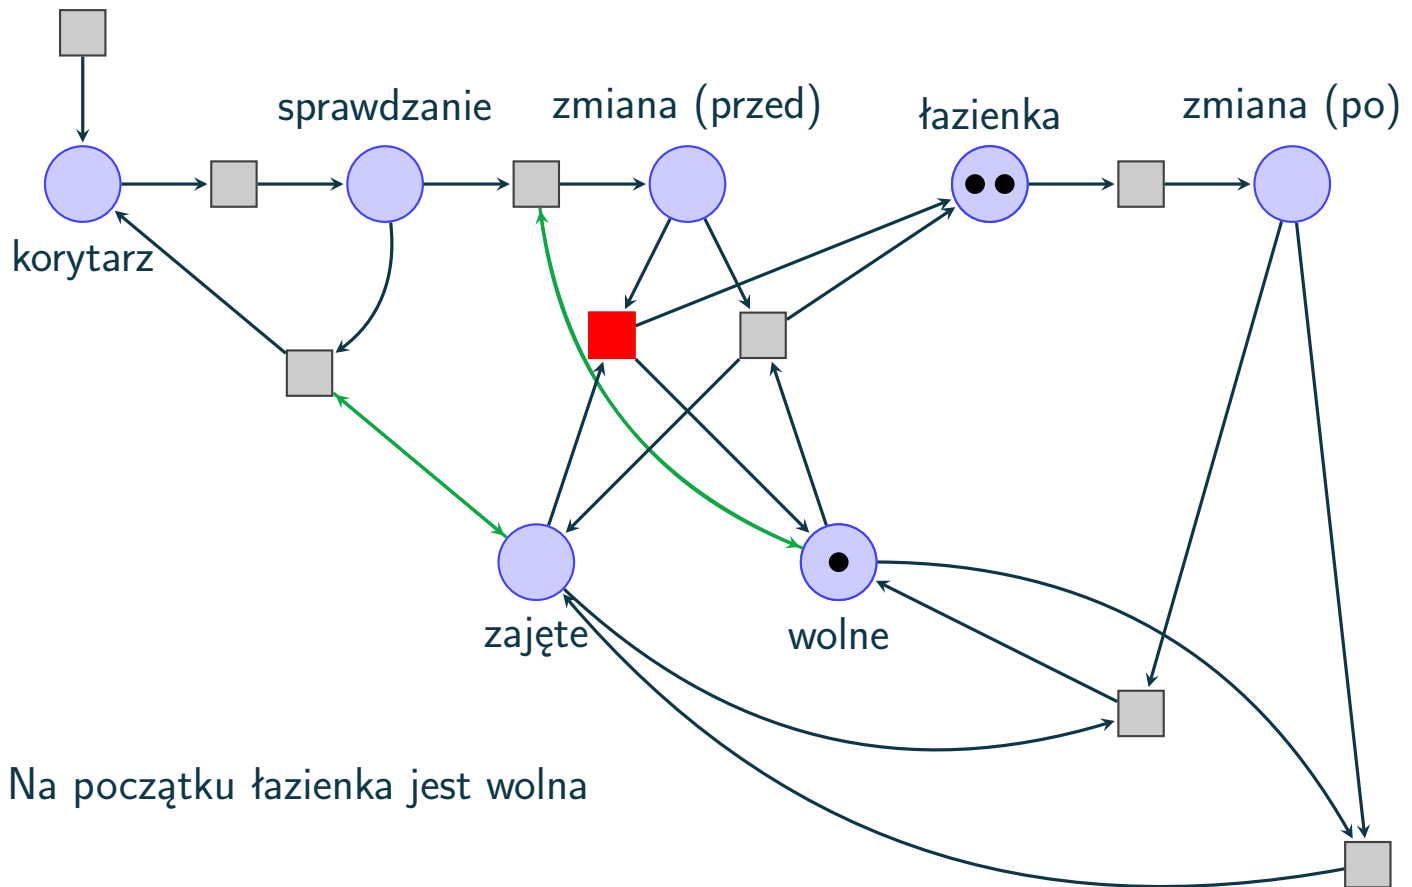 sprawdzanie
zmiana (przed)
łazienka
zmiana (po)
korytarz
zajęte
wolne
Na początku łazienka jest wolna